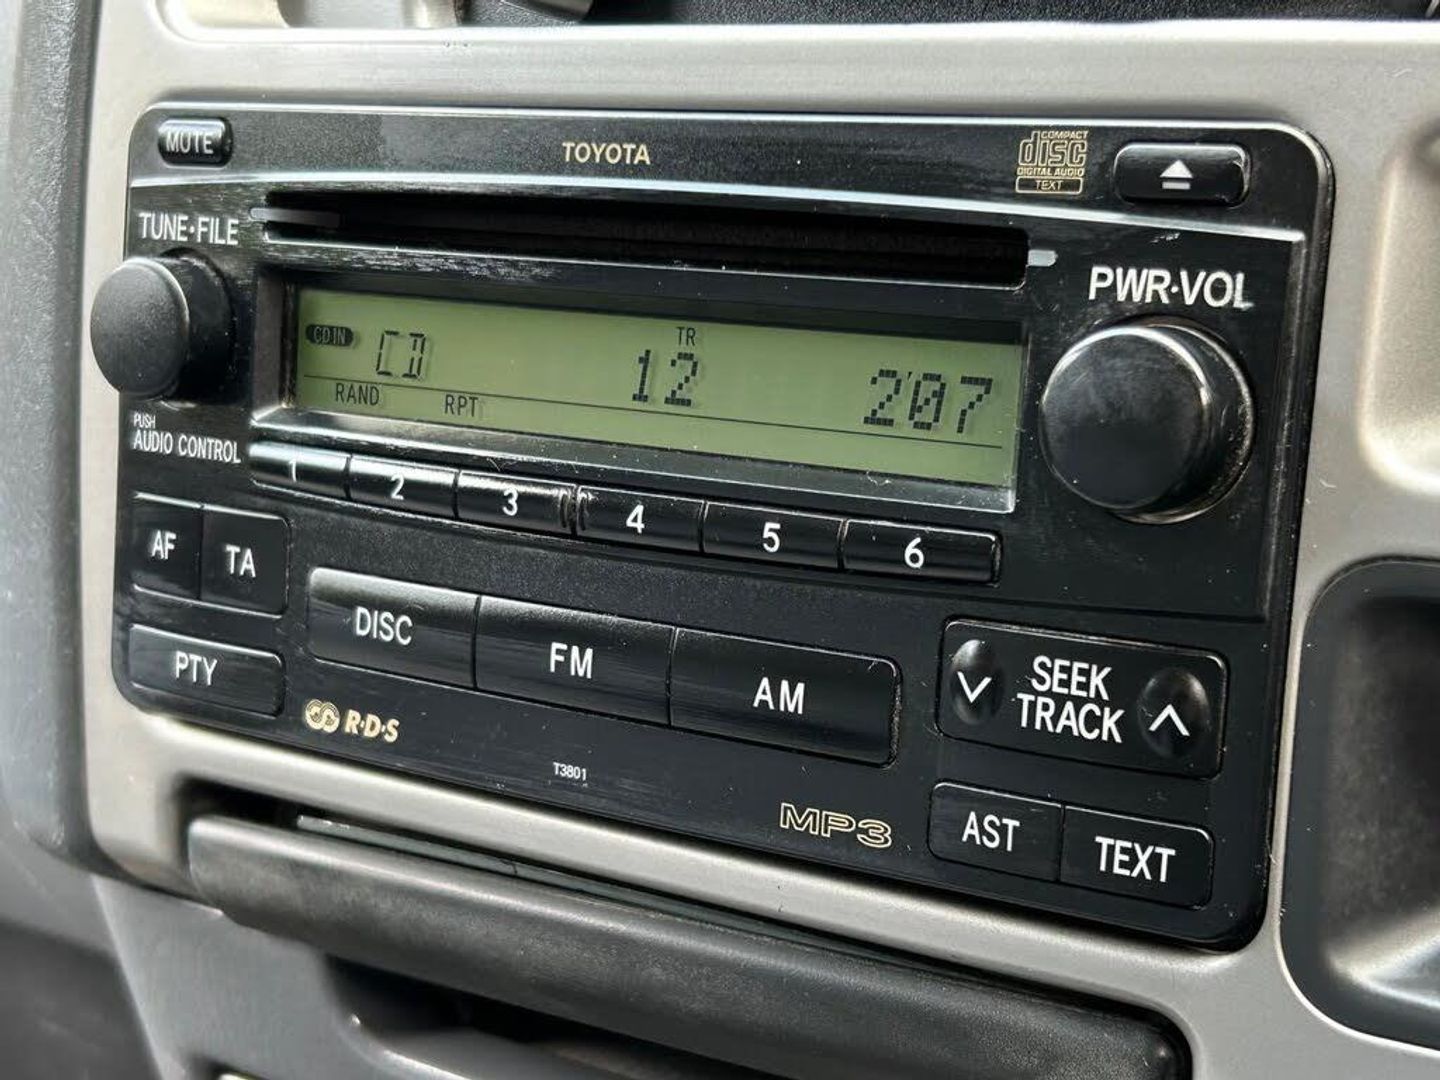 MUTE
TOYOTA
COMPACT
disc
DIGITAL AUDIO
TEXT
TUNE•FILE
PWR•VOL
CD IN
CD
TR
12
2'07
RAND
RPT
PUSH
AUDIO CONTROL
1 2 3 4 5 6
AF TA
DISC FM AM
SEEK
TRACK
PTY
R•D•S
T3801
MP3
AST TEXT